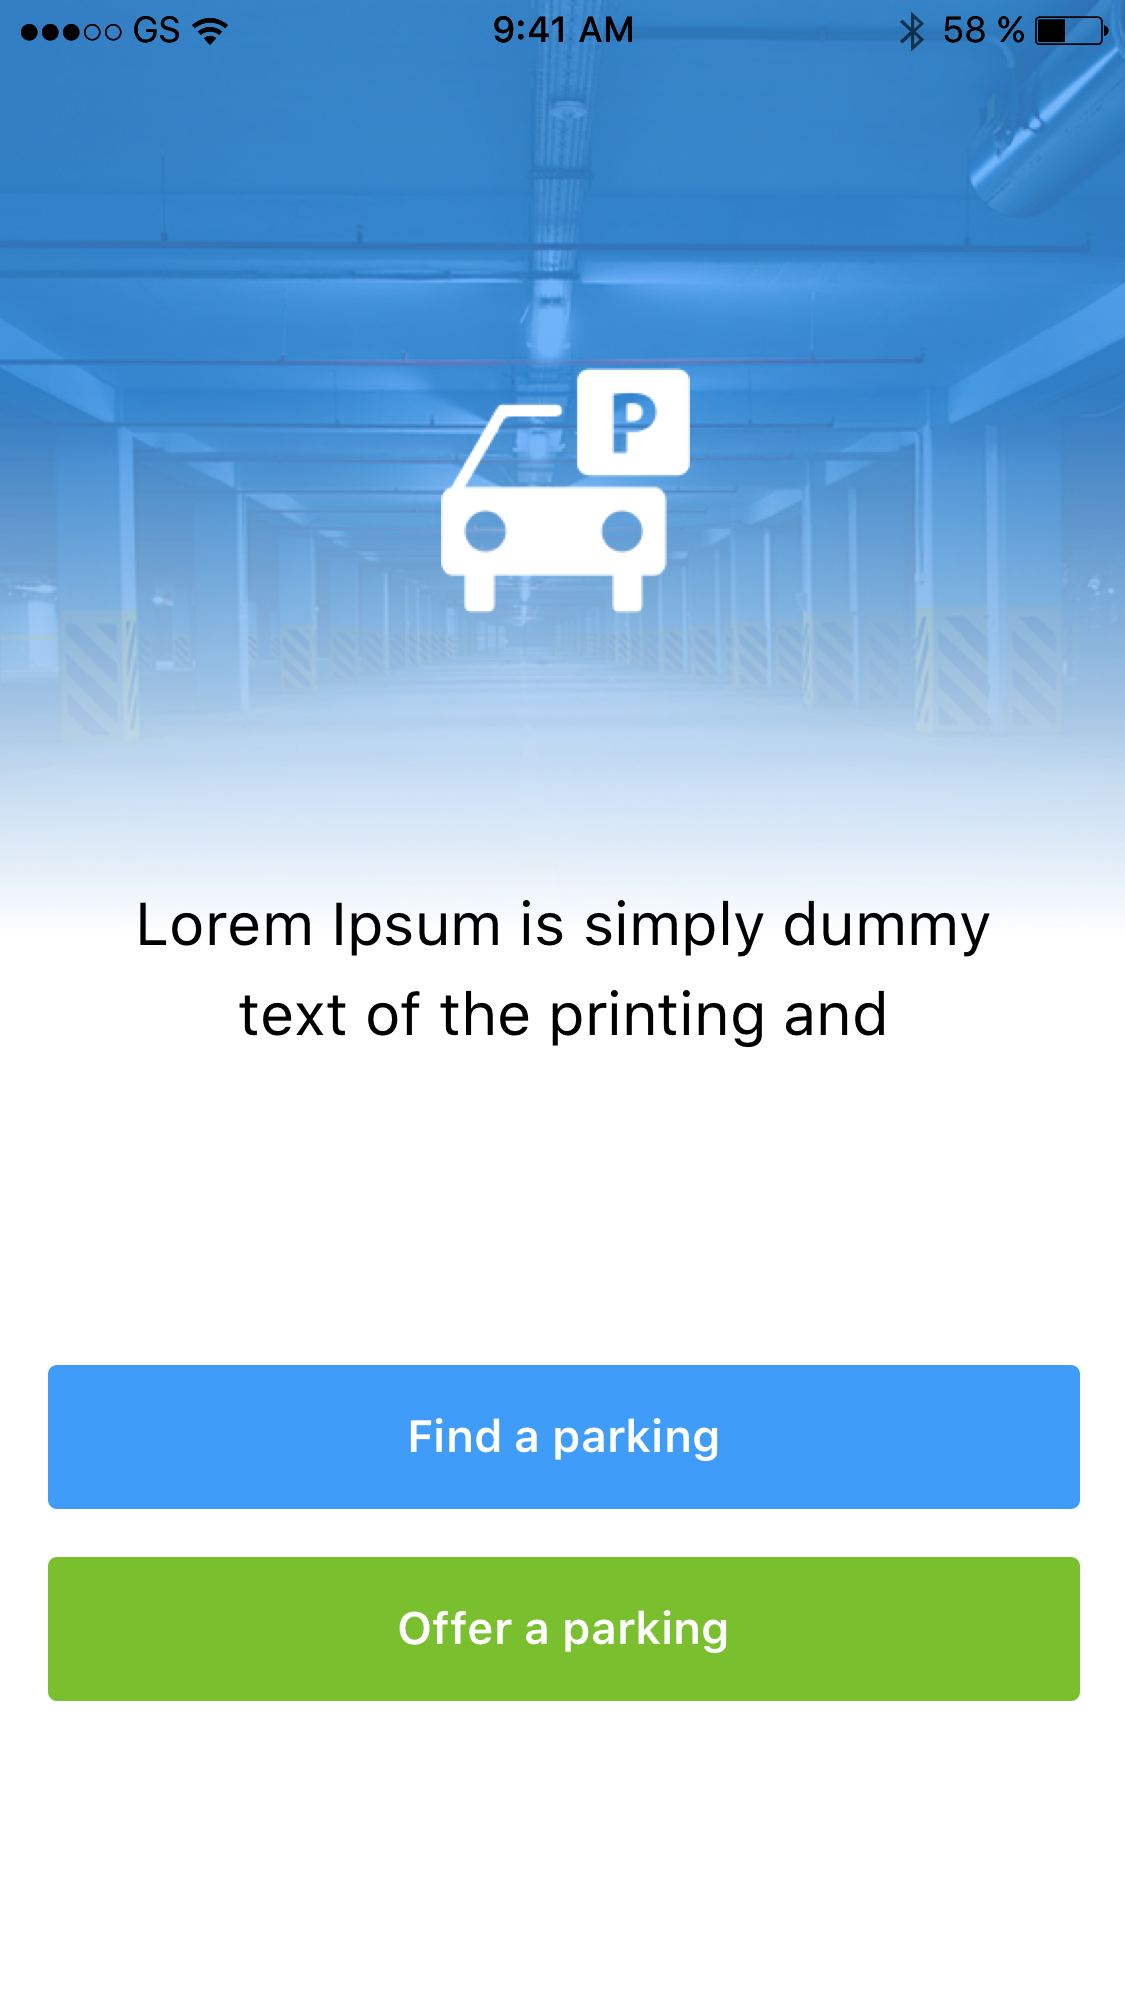 GS 9:41 AM 58 %
P
Lorem Ipsum is simply dummy
text of the printing and
Find a parking
Offer a parking